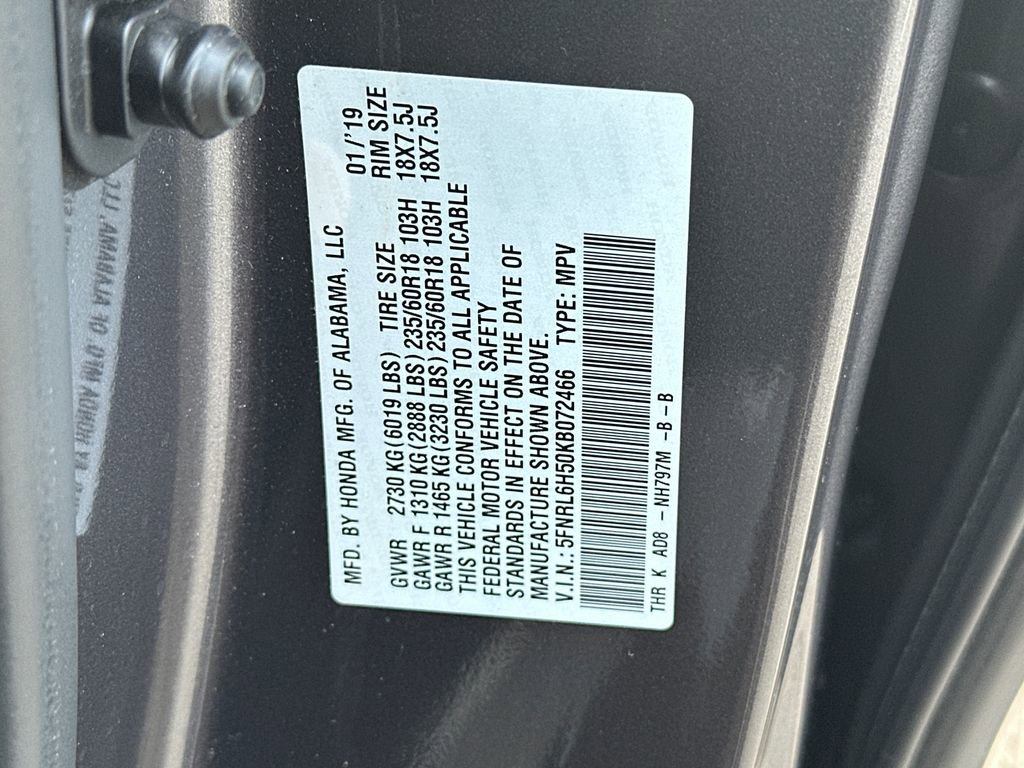 MFD. BY HONDA MFG. OF ALABAMA, LLC 01/'19
GVWR 2730 KG (6019 LBS) TIRE SIZE RIM SIZE
GAWR F 1310 KG (2888 LBS) 235/60R18 103H 18X7.5J
GAWR R 1465 KG (3230 LBS) 235/60R18 103H 18X7.5J
THIS VEHICLE CONFORMS TO ALL APPLICABLE
FEDERAL MOTOR VEHICLE SAFETY
STANDARDS IN EFFECT ON THE DATE OF
MANUFACTURE SHOWN ABOVE.
V.I.N.: 5FNRL6H50KB072466 TYPE: MPV
THR K AD8 - NH797M -B - B